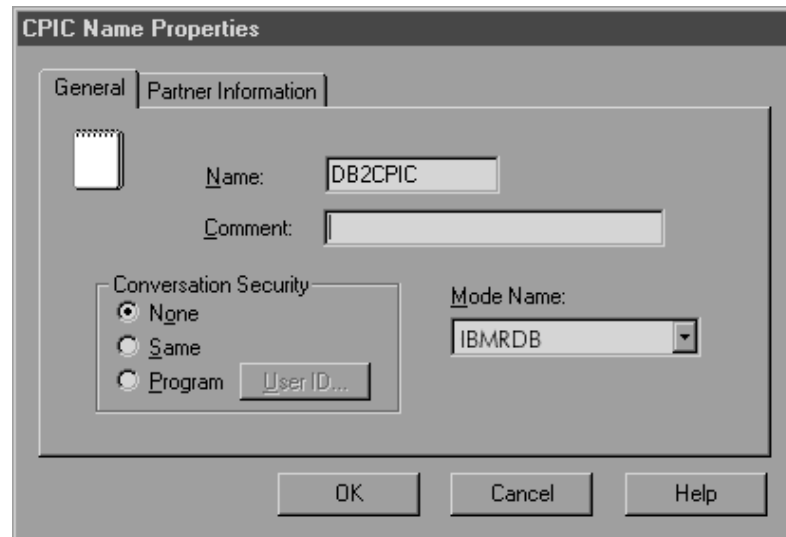 CPIC Name Properties
General Partner Information
Name: DB2CPIC
Comment:
Conversation Security
None
Same
Program User ID...
Mode Name:
IBMRDB
OK Cancel Help